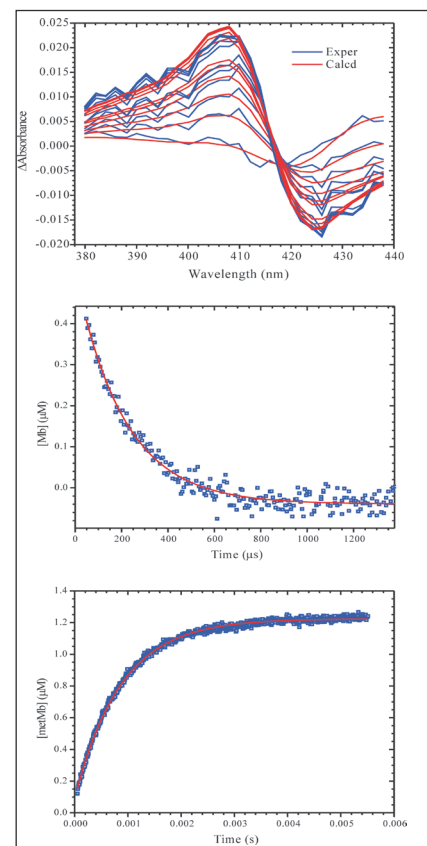 0.025
0.020
0.015
0.010
0.005
0.000
-0.005
-0.010
-0.015
-0.020
ΔAbsorbance
Exper
Calcd
380 390 400 410 420 430 440
Wavelength (nm)
0.4
0.3
0.2
0.1
0.0
[Mb] (μM)
0 200 400 600 800 1000 1200
Time (μs)
1.4
1.2
1.0
0.8
0.6
0.4
0.2
0.0
[metMb] (μM)
0.000 0.001 0.002 0.003 0.004 0.005 0.006
Time (s)